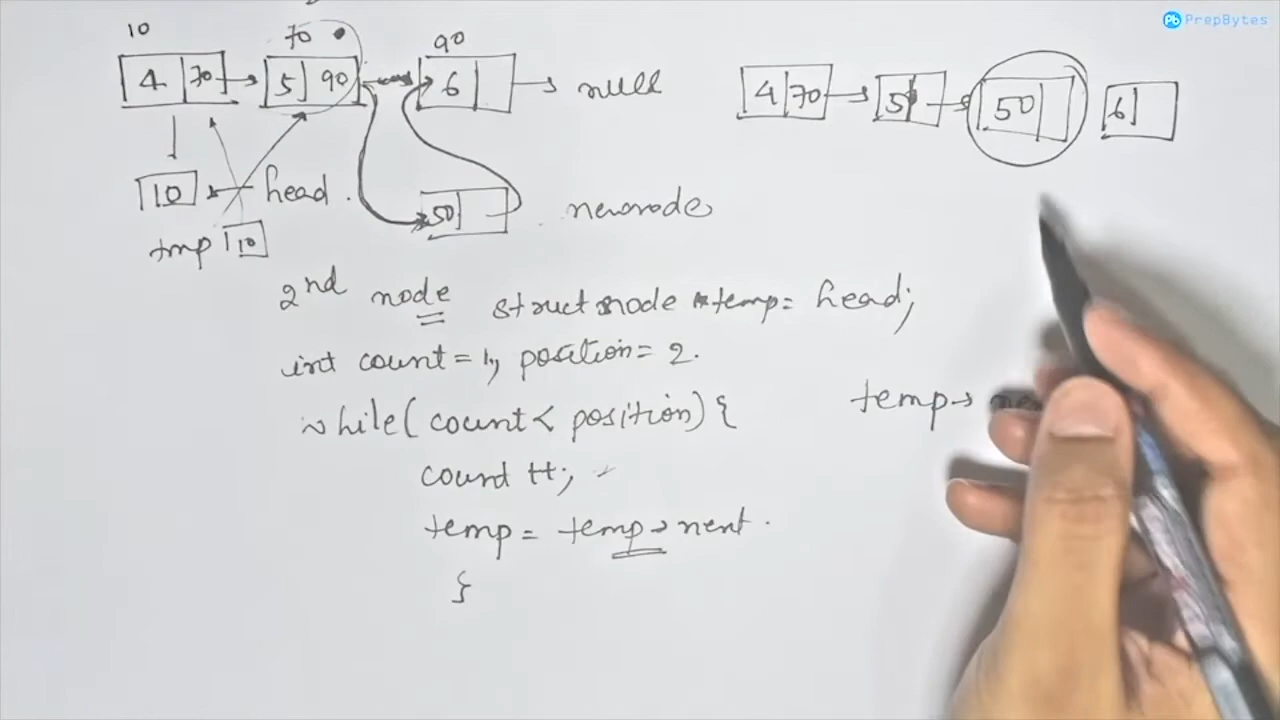 PrepBytes
10 70 90
4 70 5 90 6 null
4 70 5 50 6
10 head.
50 newnode
tmp 10
2nd node struct node *temp = head;
int count = 1, position = 2.
while( count < position) {
temp→
count ++;
temp = temp→next.
}